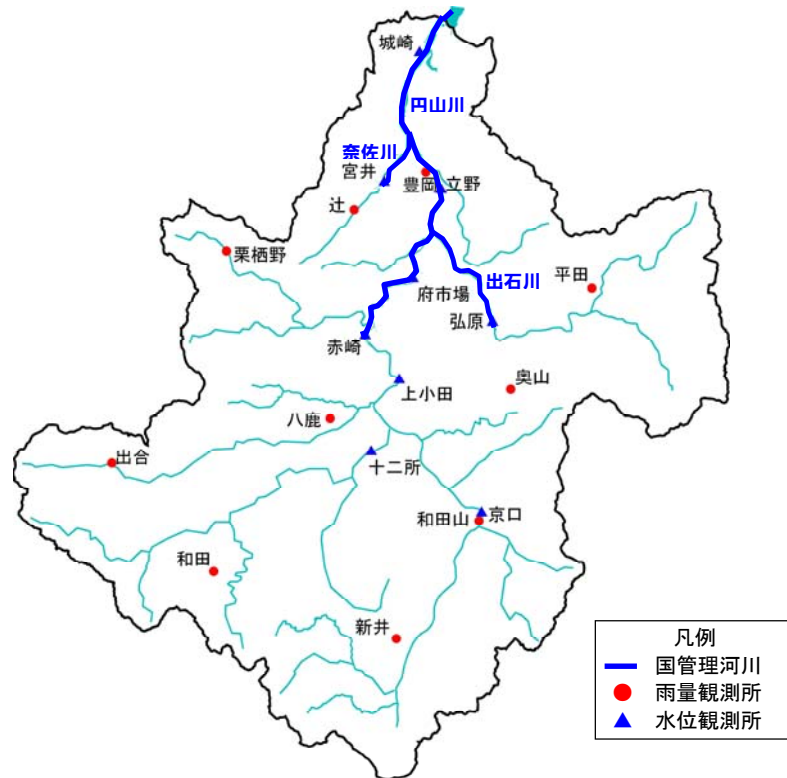 城崎
円山川
奈佐川
宮井
豊岡
立野
辻
栗栖野
出石川
平田
府市場
弘原
赤崎
上小田
奥山
八鹿
出合
十二所
和田山
京口
和田
新井
凡例
国管理河川
雨量観測所
水位観測所